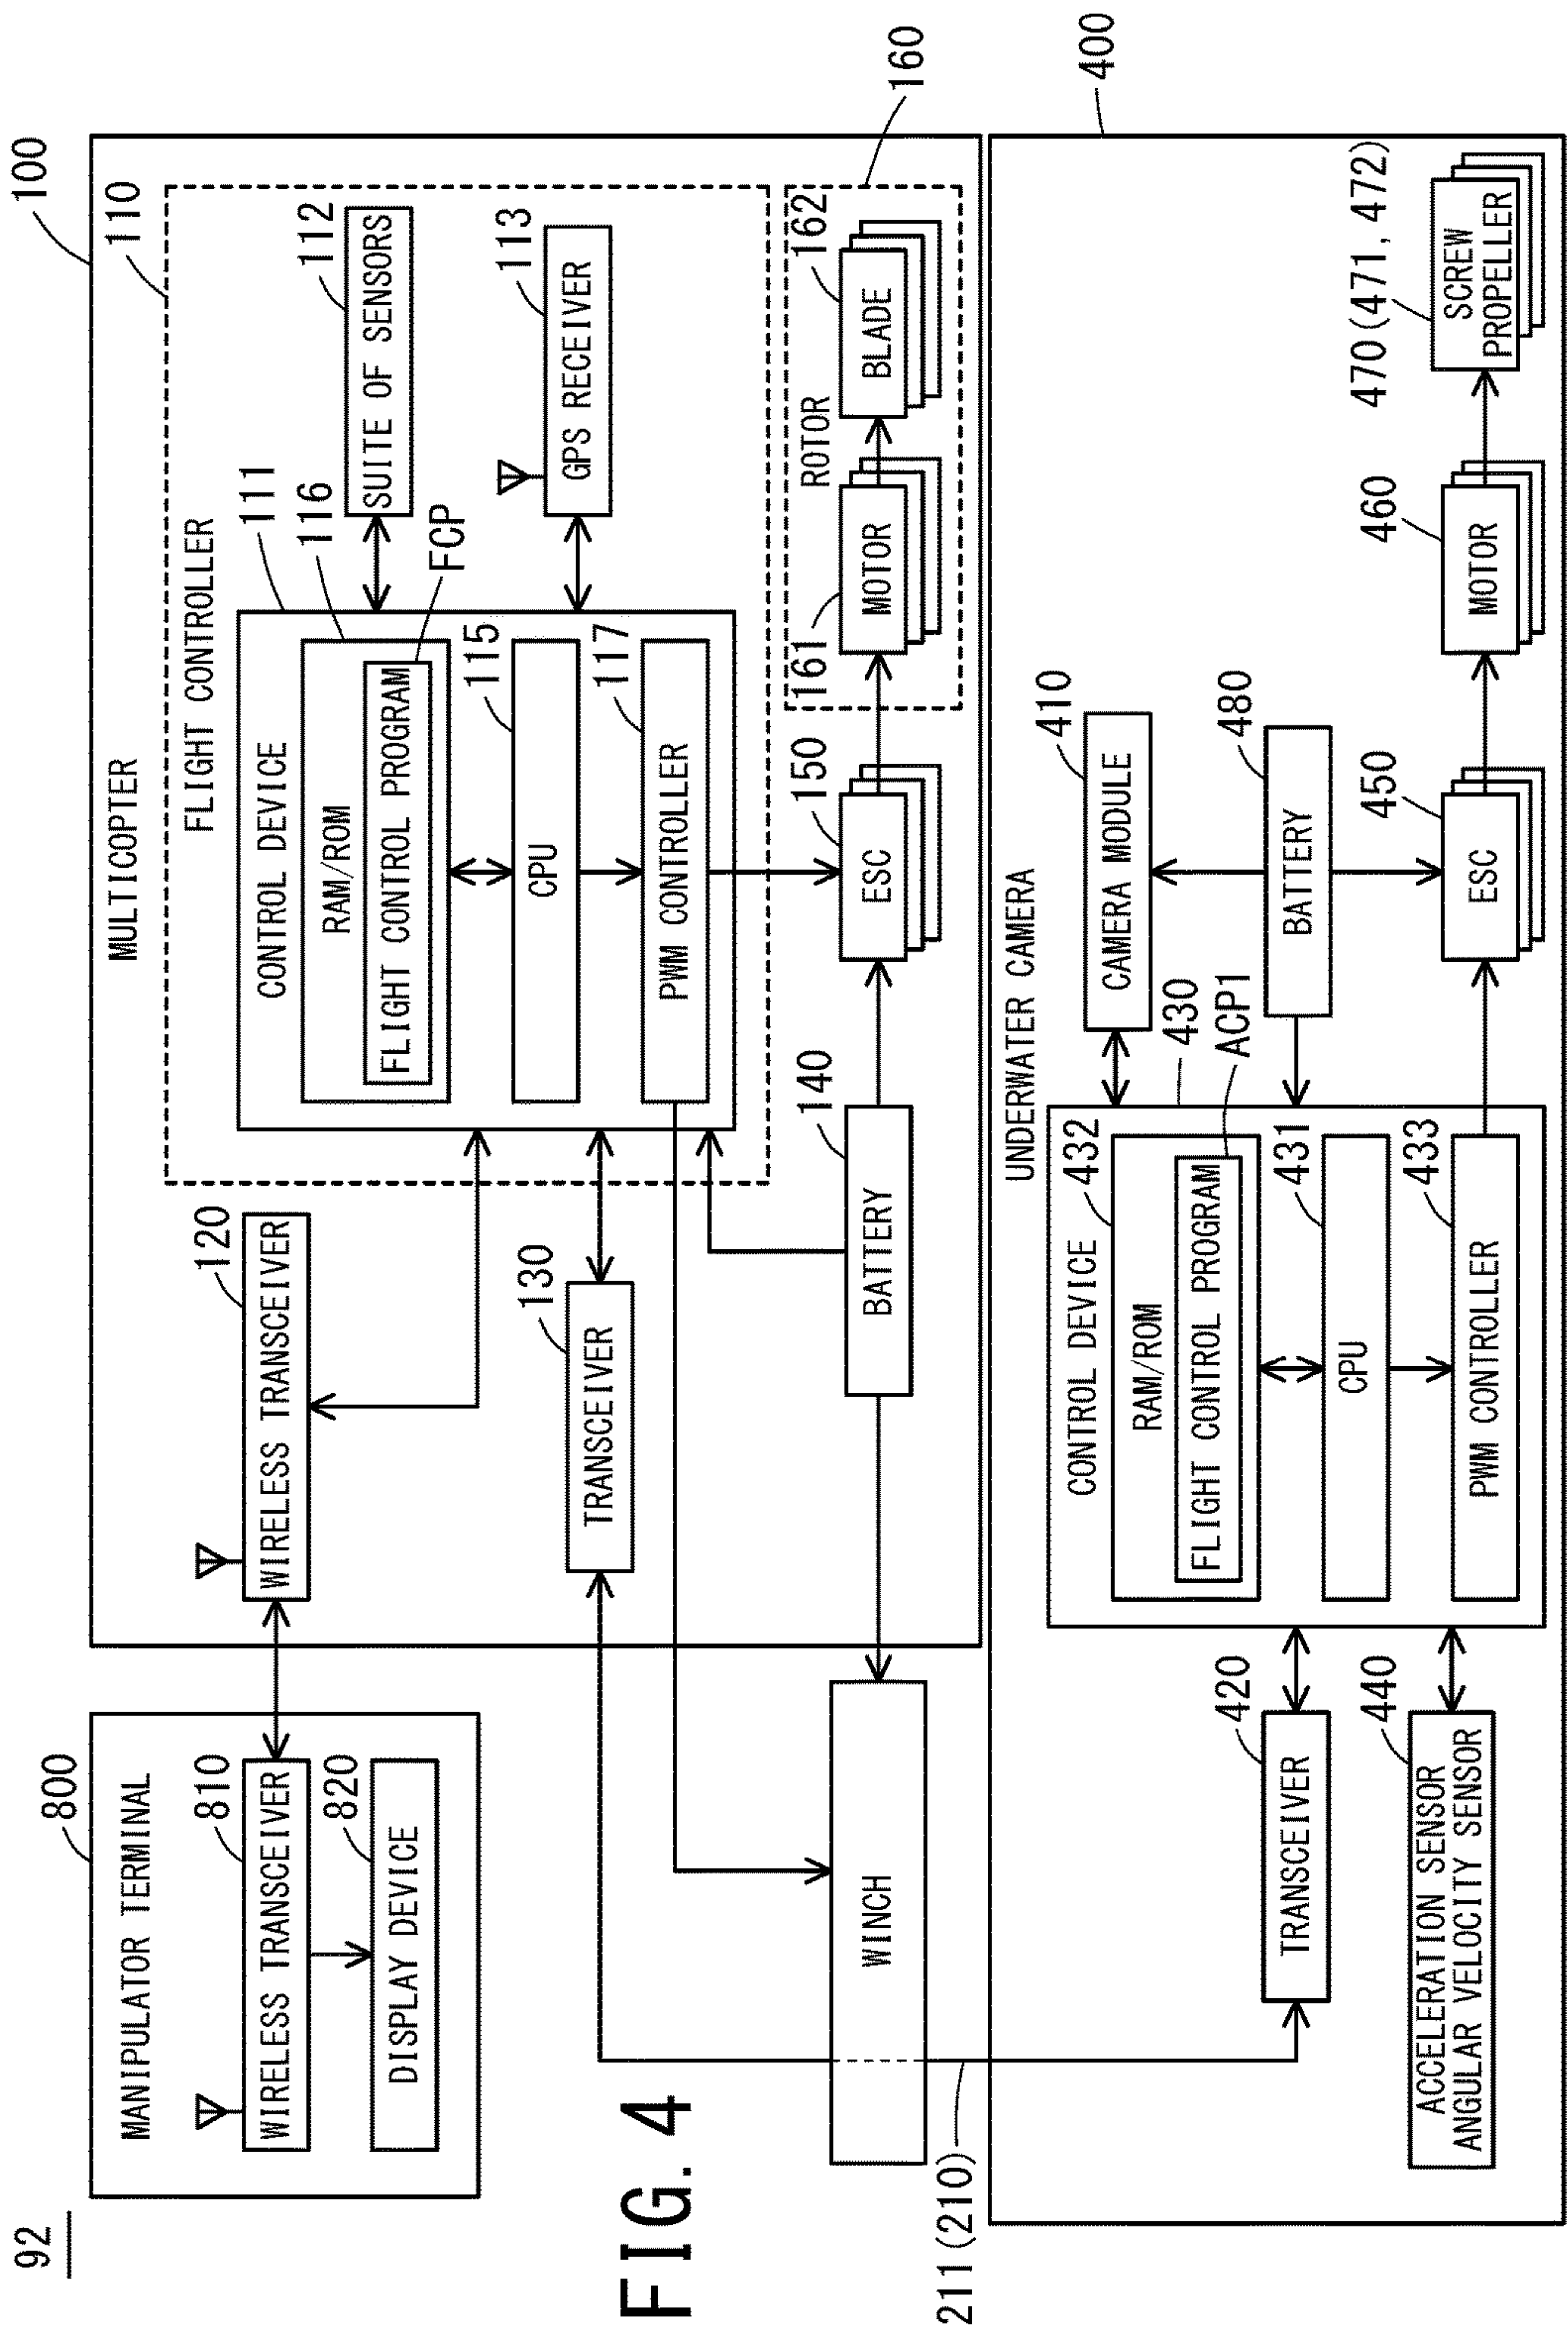 92
FIG. 4
800
MANIPULATOR TERMINAL
810
WIRELESS TRANSCEIVER
820
DISPLAY DEVICE
100
MULTICOPTER
120
WIRELESS TRANSCEIVER
130
TRANSCEIVER
110
FLIGHT CONTROLLER
111
CONTROL DEVICE
116
RAM/ROM
FCP
FLIGHT CONTROL PROGRAM
115
CPU
117
PWM CONTROLLER
112
SUITE OF SENSORS
113
GPS RECEIVER
140
BATTERY
150
ESC
160
ROTOR
161
MOTOR
162
BLADE
WINCH
211(210)
400
UNDERWATER CAMERA
420
TRANSCEIVER
440
ACCELERATION SENSOR
ANGULAR VELOCITY SENSOR
430
CONTROL DEVICE
432
RAM/ROM
ACP1
FLIGHT CONTROL PROGRAM
431
CPU
433
PWM CONTROLLER
410
CAMERA MODULE
480
BATTERY
450
ESC
460
MOTOR
470(471, 472)
SCREW
PROPELLER